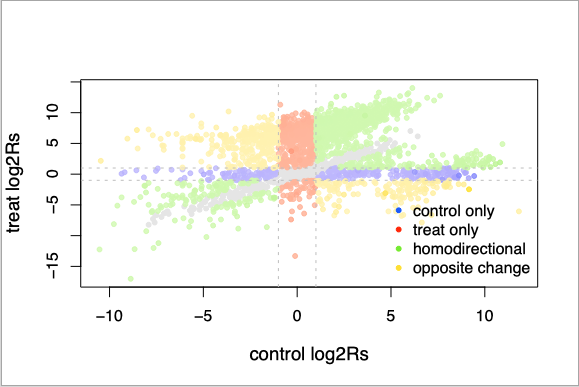 treat log2Rs
10
5
0
−5
−15
control only
treat only
homodirectional
opposite change
−10
−5
0
5
10
control log2Rs